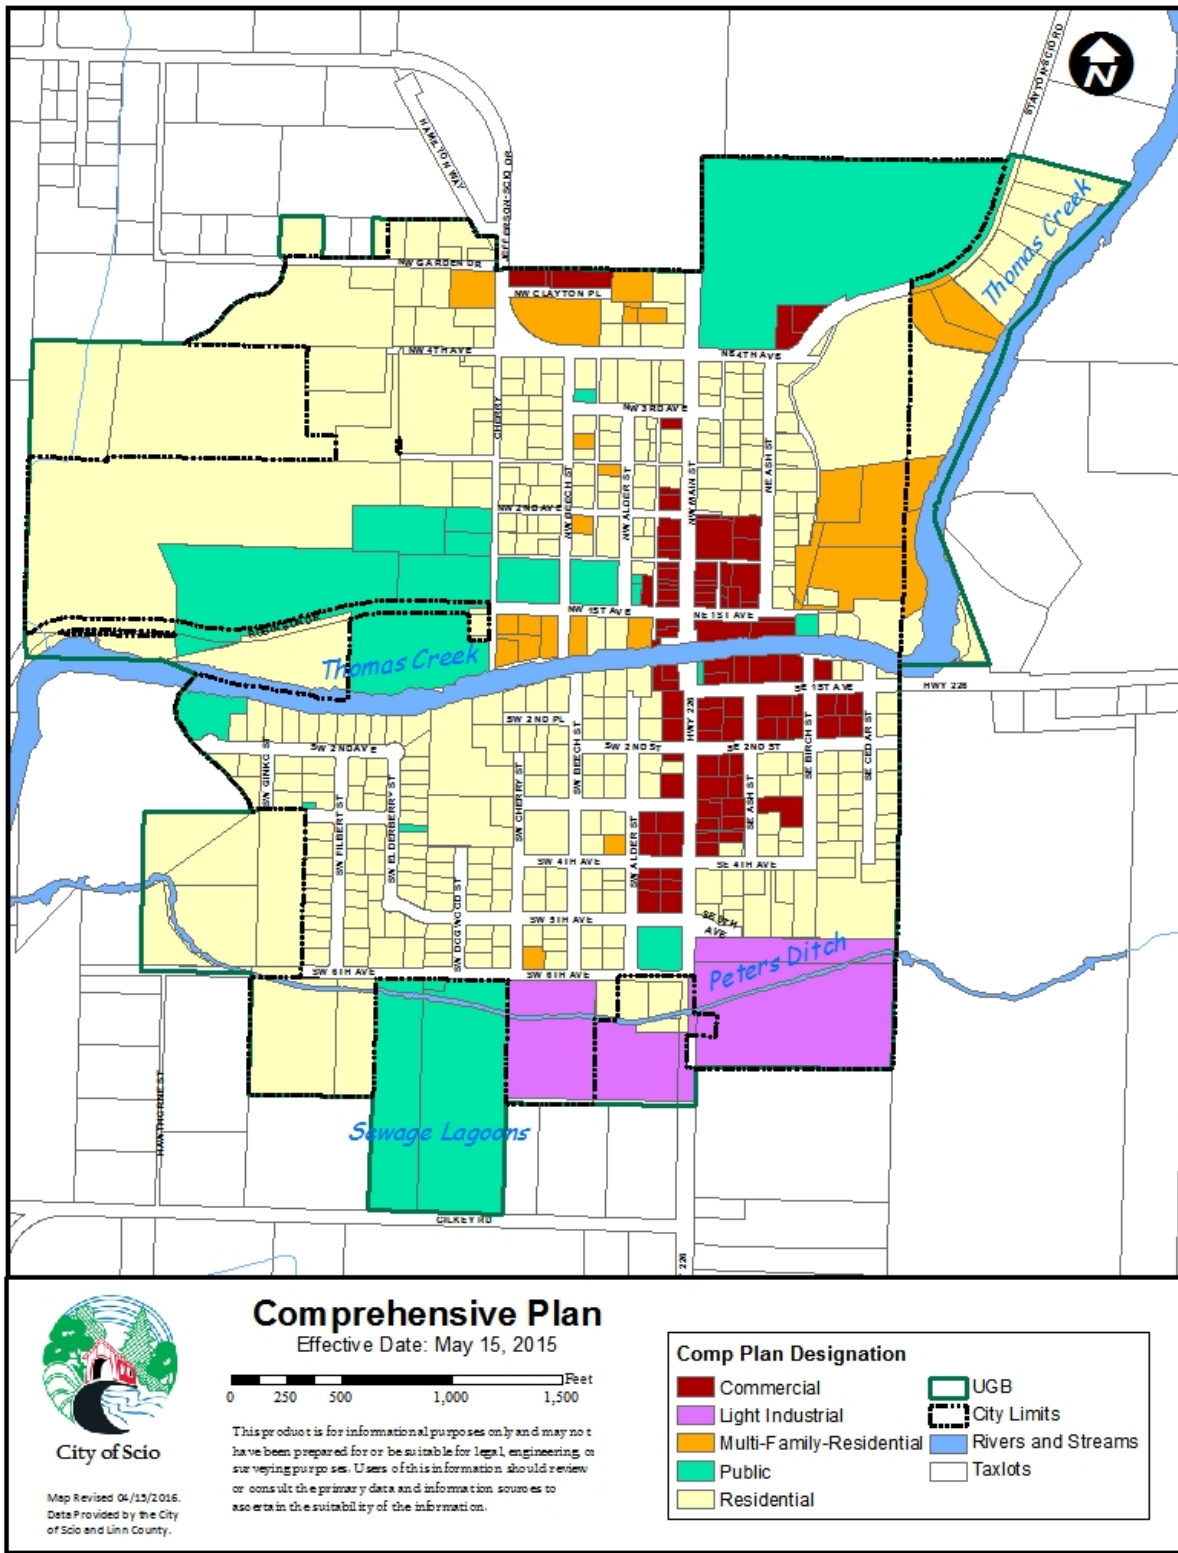 STAYTON-SCIO RD
N
HAMILTON WAY
JEFFERSON-SCIO DR
Thomas Creek
NW GARDEN DR
NW CLAYTON PL
NW 4TH AVE
NE 4TH AVE
CHERRY
NW 3RD AVE
NE ASH ST
NW BEECH ST
NW ALDER ST
NW MAIN ST
NW 2ND AVE
NW 1ST AVE
NE 1ST AVE
Thomas Creek
SE 1ST AVE
HWY 226
HWY 226
SW 2ND PL
SW 2ND AVE
SW 2ND ST
SE 2ND ST
SW GINKO ST
SW BEECH ST
SE BIRCH ST
SE CEDAR ST
SW FILBERT ST
SW ELDERBERRY ST
SW CHERRY ST
SE ASH ST
SW ALDER ST
SW 4TH AVE
SE 4TH AVE
SW DOGWOOD ST
SW 5TH AVE
SE 5TH
AVE
Peters Ditch
SW 6TH AVE
SW 6TH AVE
HAWTHORNE ST
Sewage Lagoons
GILKEY RD
226
Comprehensive Plan
Effective Date: May 15, 2015
Feet
0 250 500 1,000 1,500
This product is for informational purposes only and may not
have been prepared for or be suitable for legal, engineering, or
surveying purposes. Users of this information should review
or consult the primary data and information sources to
ascertain the suitability of the information.
City of Scio
Map Revised 04/15/2016.
Data Provided by the City
of Scio and Linn County.
Comp Plan Designation
Commercial
Light Industrial
Multi-Family-Residential
Public
Residential
UGB
City Limits
Rivers and Streams
Taxlots